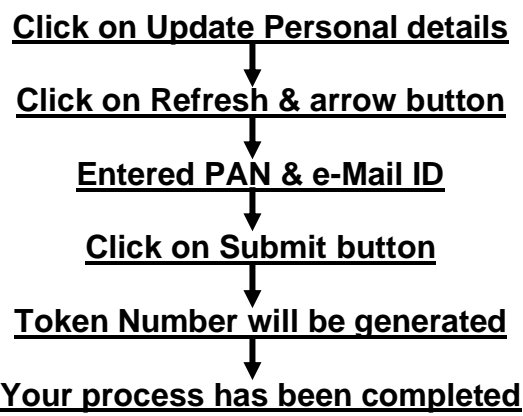 Click on Update Personal details
Click on Refresh & arrow button
Entered PAN & e-Mail ID
Click on Submit button
Token Number will be generated
Your process has been completed